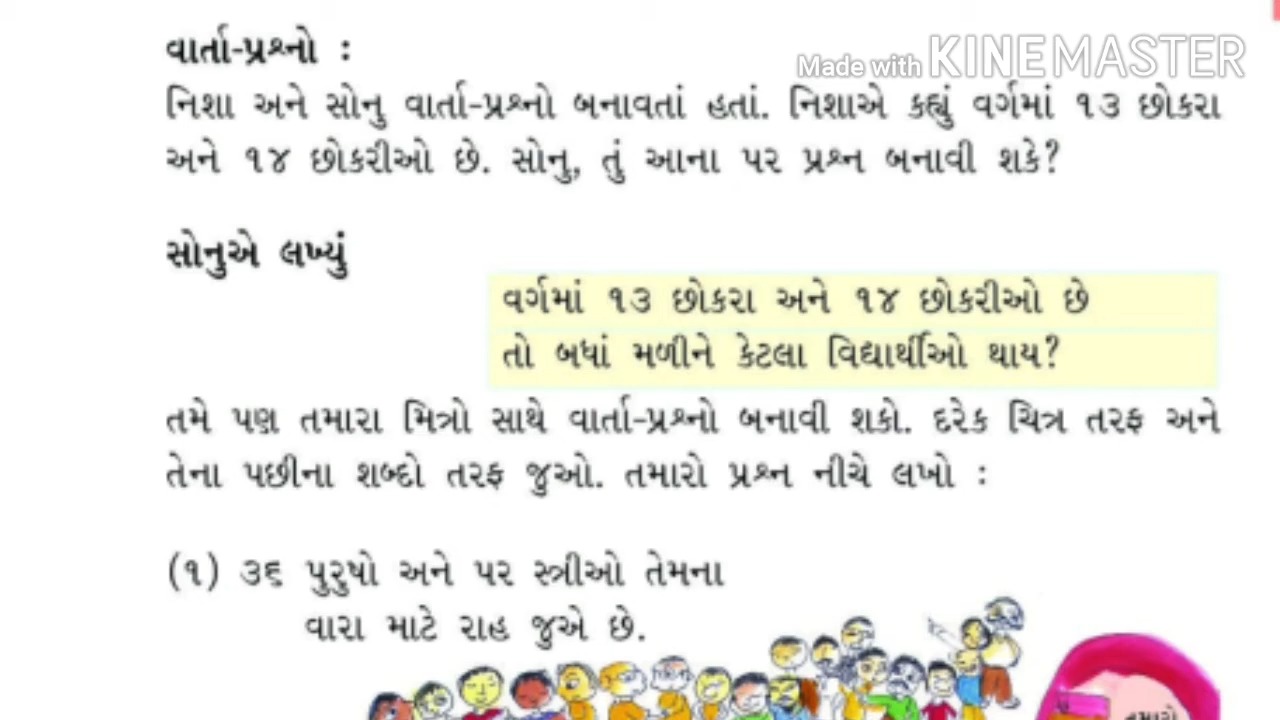 Made with KINEMASTER
વાર્તા-પ્રશ્નો :
નિશા અને સોનુ વાર્તા-પ્રશ્નો બનાવતાં હતાં. નિશાએ કહ્યું વર્ગમાં ૧૩ છોકરા
અને ૧૪ છોકરીઓ છે. સોનુ, તું આના પર પ્રશ્ન બનાવી શકે?
સોનુએ લખ્યું
વર્ગમાં ૧૩ છોકરા અને ૧૪ છોકરીઓ છે
તો બધાં મળીને કેટલા વિદ્યાર્થીઓ થાય?
તમે પણ તમારા મિત્રો સાથે વાર્તા-પ્રશ્નો બનાવી શકો. દરેક ચિત્ર તરફ અને
તેના પછીના શબ્દો તરફ જુઓ. તમારો પ્રશ્ન નીચે લખો :
(૧) ૩૬ પુરુષો અને ૫૨ સ્ત્રીઓ તેમના
વારા માટે રાહ જુએ છે.
તમારો